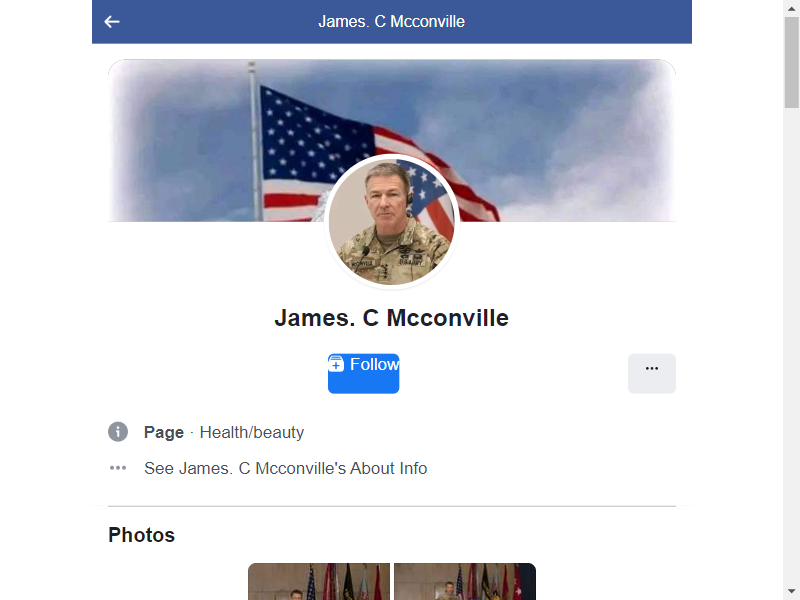 James. C Mcconville
James. C Mcconville
Follow
Page · Health/beauty
See James. C Mcconville's About Info
Photos